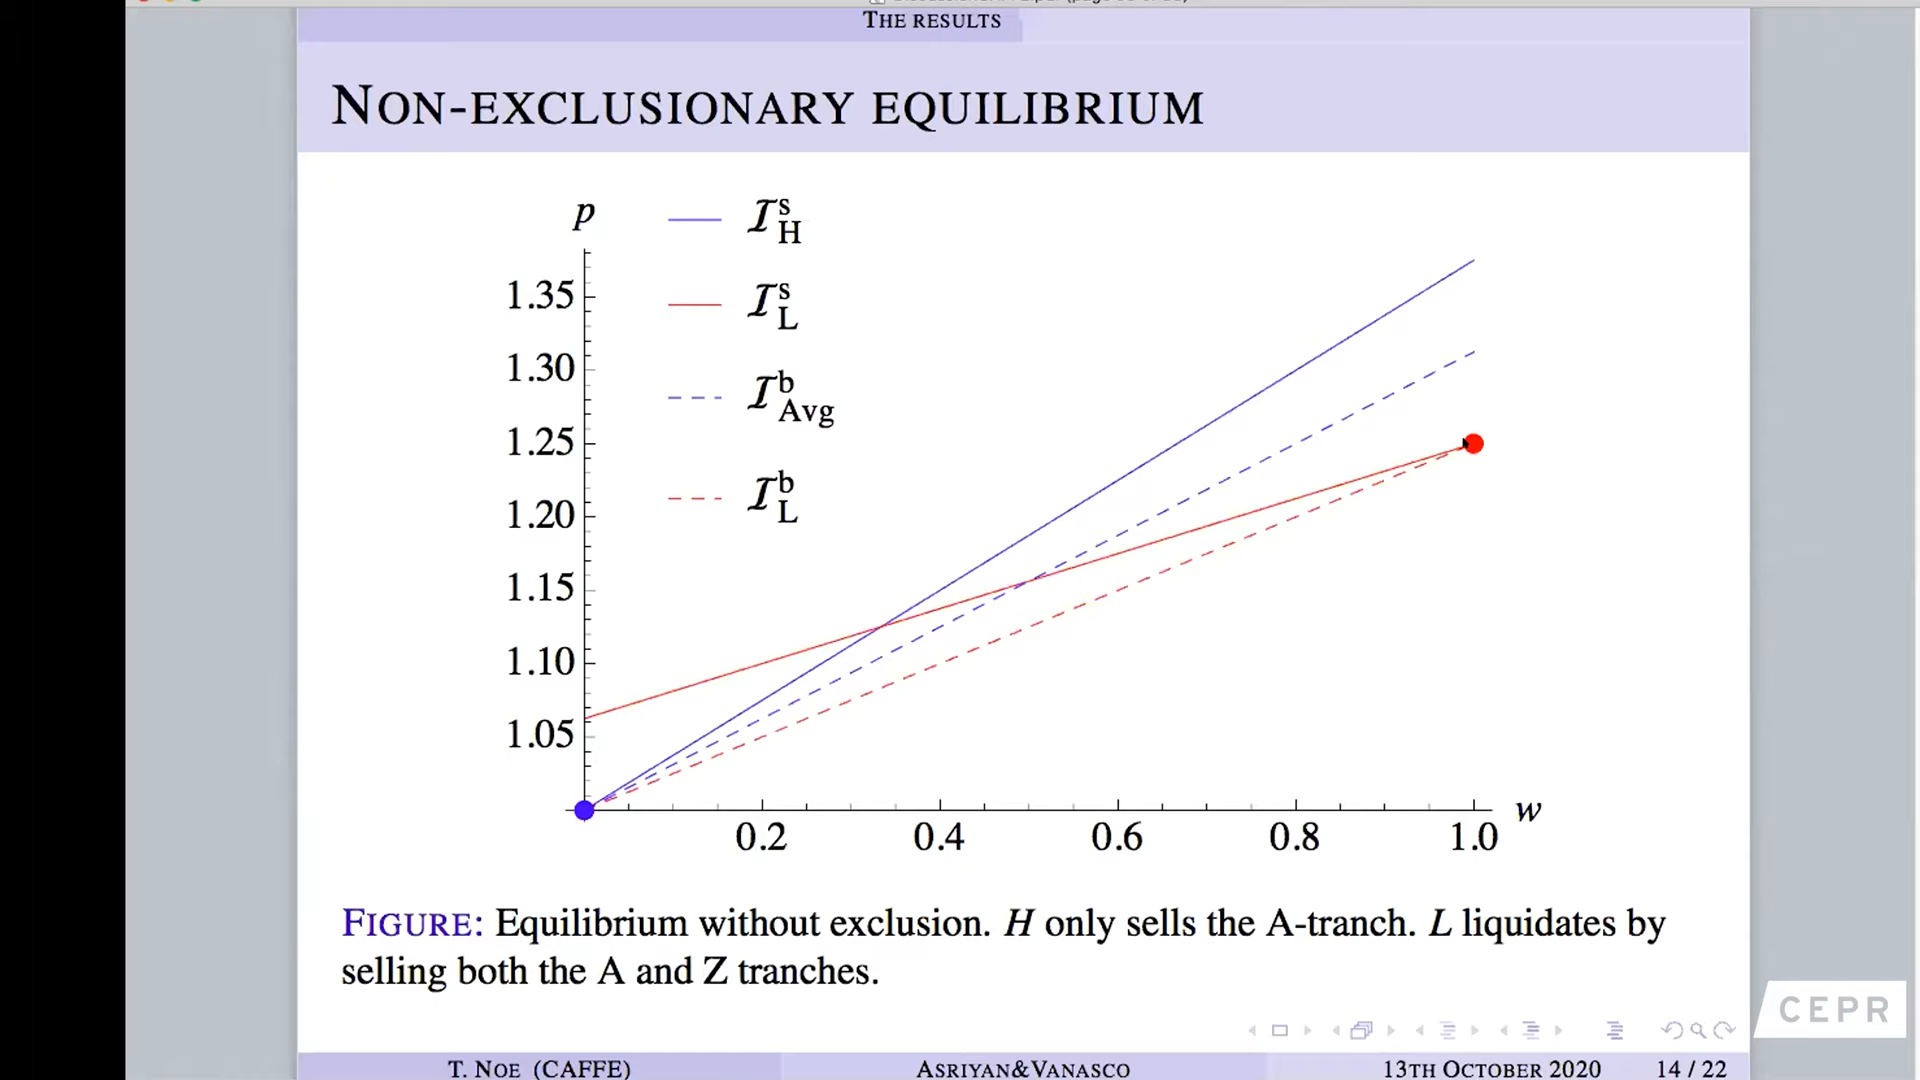 THE RESULTS
NON-EXCLUSIONARY EQUILIBRIUM
p
I^s_H
I^s_L
I^b_Avg
I^b_L
1.35
1.30
1.25
1.20
1.15
1.10
1.05
0.2 0.4 0.6 0.8 1.0 w
FIGURE: Equilibrium without exclusion. H only sells the A-tranch. L liquidates by
selling both the A and Z tranches.
CEPR
T. NOE (CAFFE) ASRIYAN&VANASCO 13TH OCTOBER 2020 14 / 22